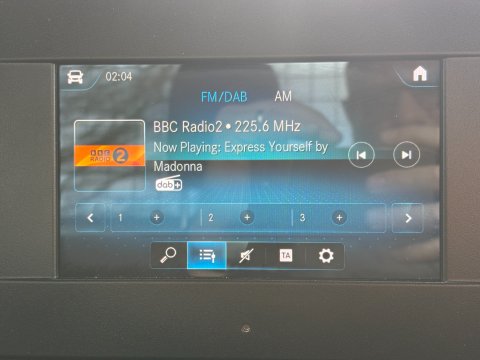 02:04
FM/DAB AM
BBC Radio2 • 225.6 MHz
Now Playing: Express Yourself by
Madonna
BBC
RADIO 2
dab+
1 + 2 + 3 +
TA